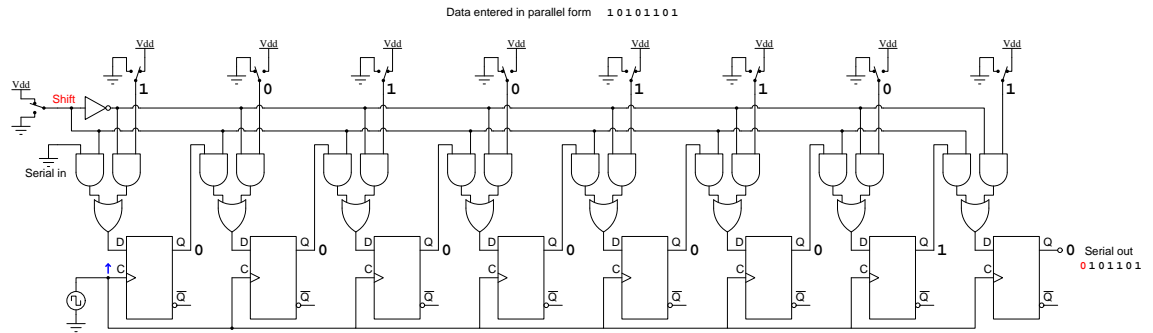 Data entered in parallel form 1 0 1 0 1 1 0 1
Vdd Vdd Vdd Vdd Vdd Vdd Vdd Vdd
Vdd
Shift
1 0 1 0 1 1 0 1
Serial in
D Q D Q D Q D Q D Q D Q D Q D Q
0 0 0 0 0 0 1 0 Serial out
C C C C C C C C
0 1 0 1 1 0 1
Q Q Q Q Q Q Q Q